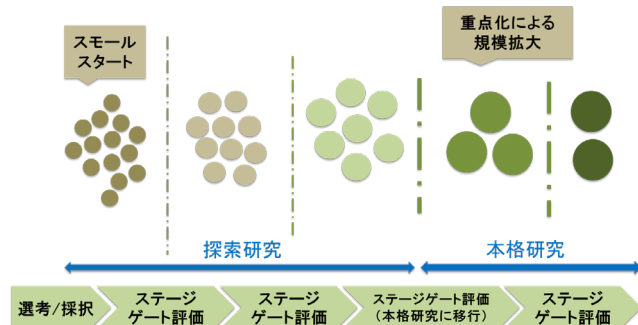 スモール
スタート
重点化による
規模拡大
探索研究
本格研究
選考/採択
ステージ
ゲート評価
ステージ
ゲート評価
ステージゲート評価
(本格研究に移行)
ステージ
ゲート評価